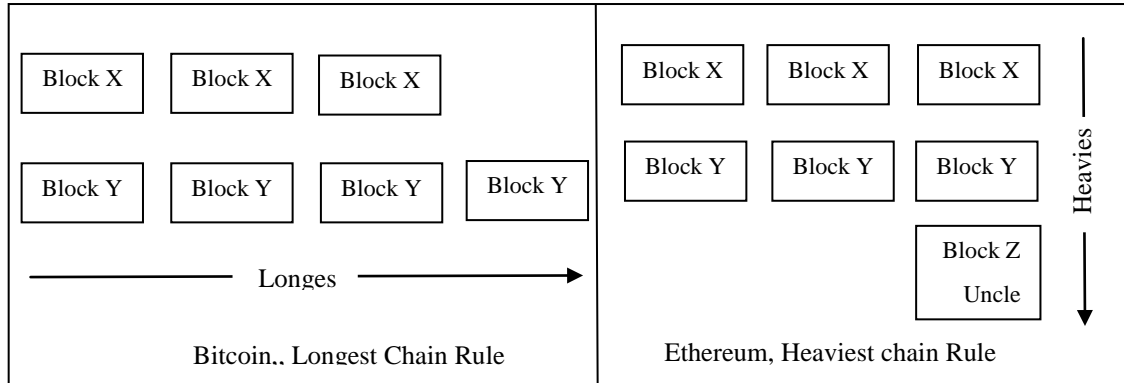 Block X Block X Block X
Block Y Block Y Block Y Block Y
Longes
Bitcoin,, Longest Chain Rule
Block X Block X Block X
Block Y Block Y Block Y
Block Z
Uncle
Heavies
Ethereum, Heaviest chain Rule